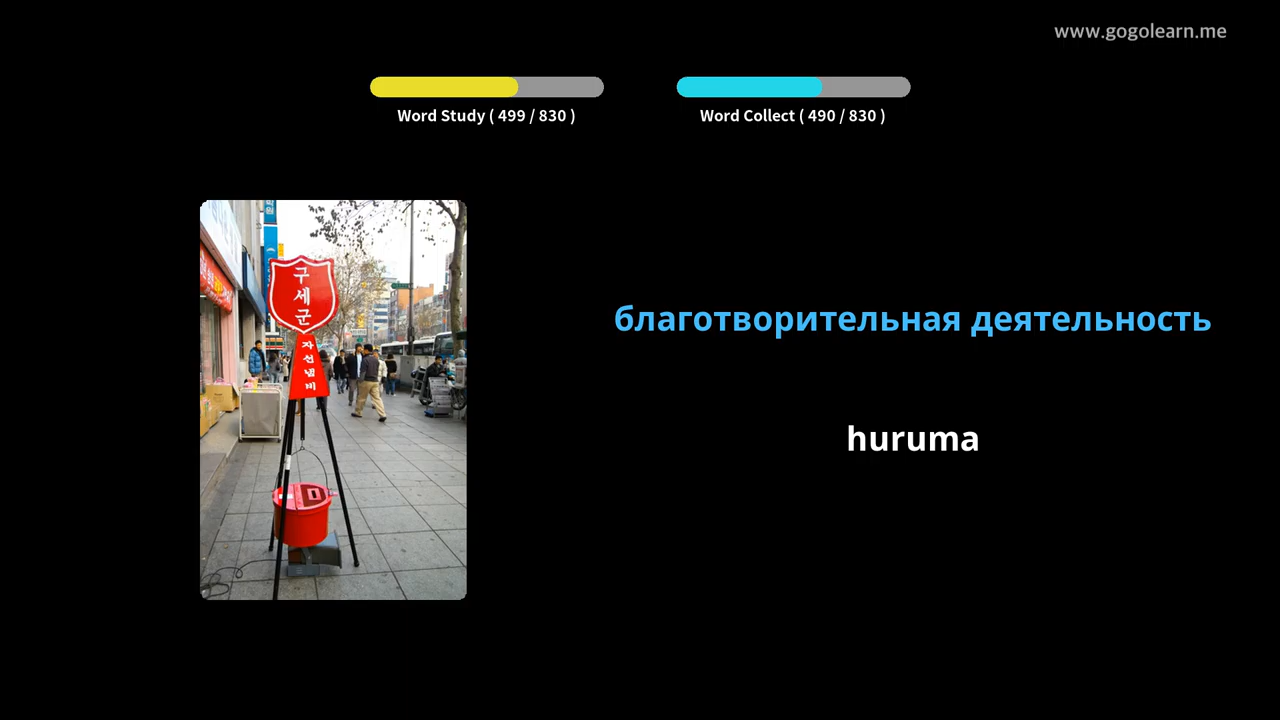 www.gogolearn.me
Word Study ( 499 / 830 )
Word Collect ( 490 / 830 )
구세군
자선냄비
благотворительная деятельность
huruma